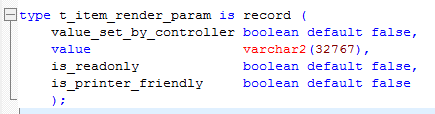 type t_item_render_param is record (
    value_set_by_controller boolean default false,
    value                   varchar2(32767),
    is_readonly             boolean default false,
    is_printer_friendly     boolean default false
    );